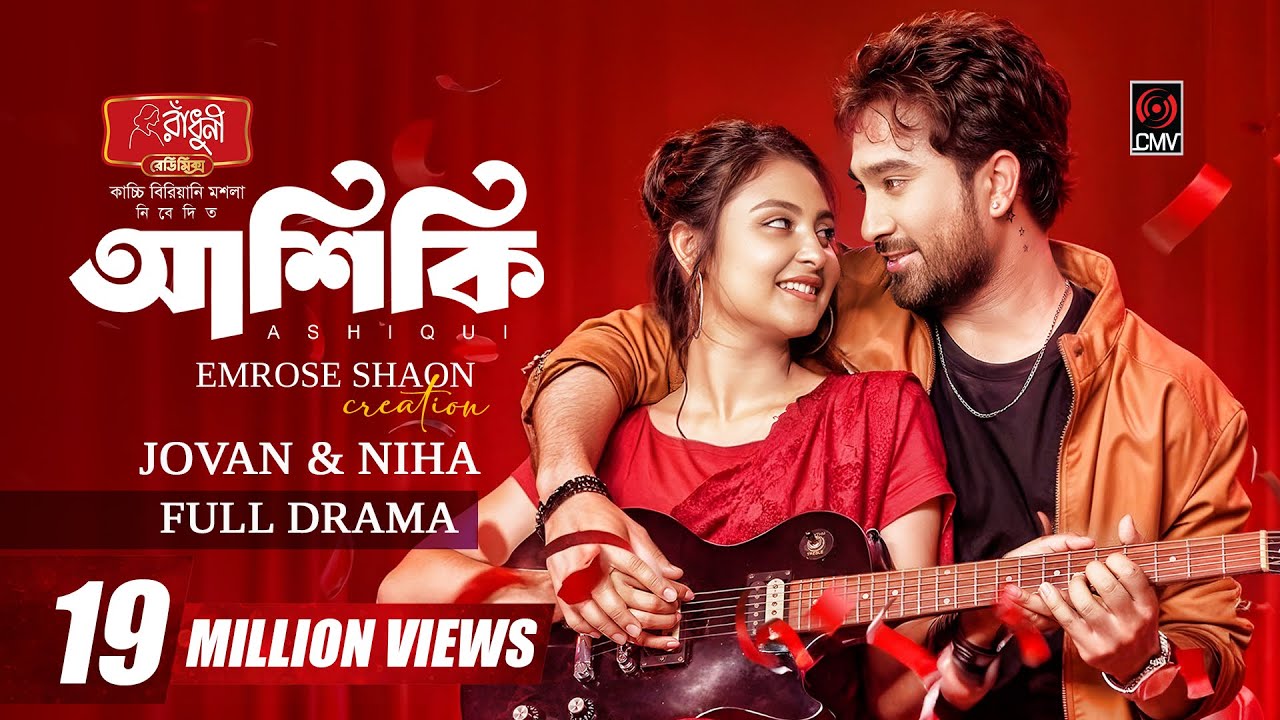 রাঁধুনী
রেডিমিক্স
কাচ্চি বিরিয়ানি মশলা
নি বে দি ত
আশিকি
ASHIQUI
EMROSE SHAON
creation
JOVAN & NIHA
FULL DRAMA
19 MILLION VIEWS
CMV